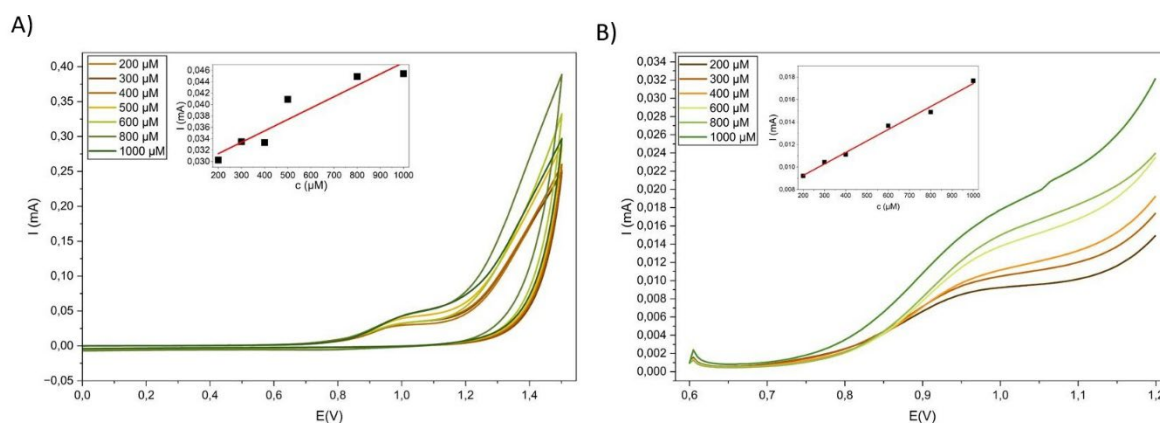 A)
200 µM
300 µM
400 µM
500 µM
600 µM
800 µM
1000 µM
0,40
0,35
0,30
0,25
0,20
0,15
0,10
0,05
0,00
−0,05
I (mA)
0,0 0,2 0,4 0,6 0,8 1,0 1,2 1,4
E(V)
0,046
0,044
0,042
0,040
0,038
0,036
0,034
0,032
0,030
I (mA)
200 300 400 500 600 700 800 900 1000
c (µM)
B)
200 µM
300 µM
400 µM
600 µM
800 µM
1000 µM
0,034
0,032
0,030
0,028
0,026
0,024
0,022
0,020
0,018
0,016
0,014
0,012
0,010
0,008
0,006
0,004
0,002
0,000
I (mA)
0,6 0,7 0,8 0,9 1,0 1,1 1,2
E(V)
0,018
0,016
0,014
0,012
0,010
0,008
I (mA)
200 300 400 500 600 700 800 900 1000
c (µM)